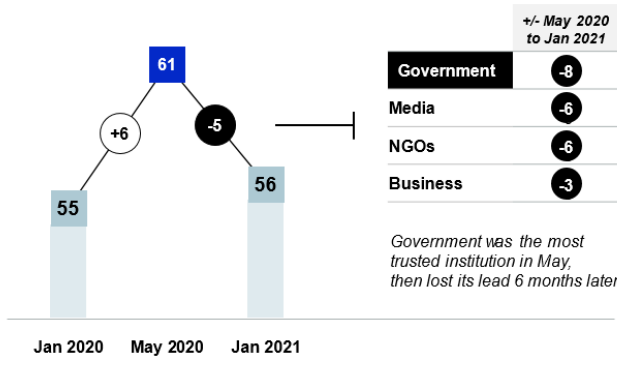 +/- May 2020
to Jan 2021
61
Government -8
+6
-5
Media -6
NGOs -6
55
56
Business -3
Government was the most
trusted institution in May,
then lost its lead 6 months later
Jan 2020 May 2020 Jan 2021